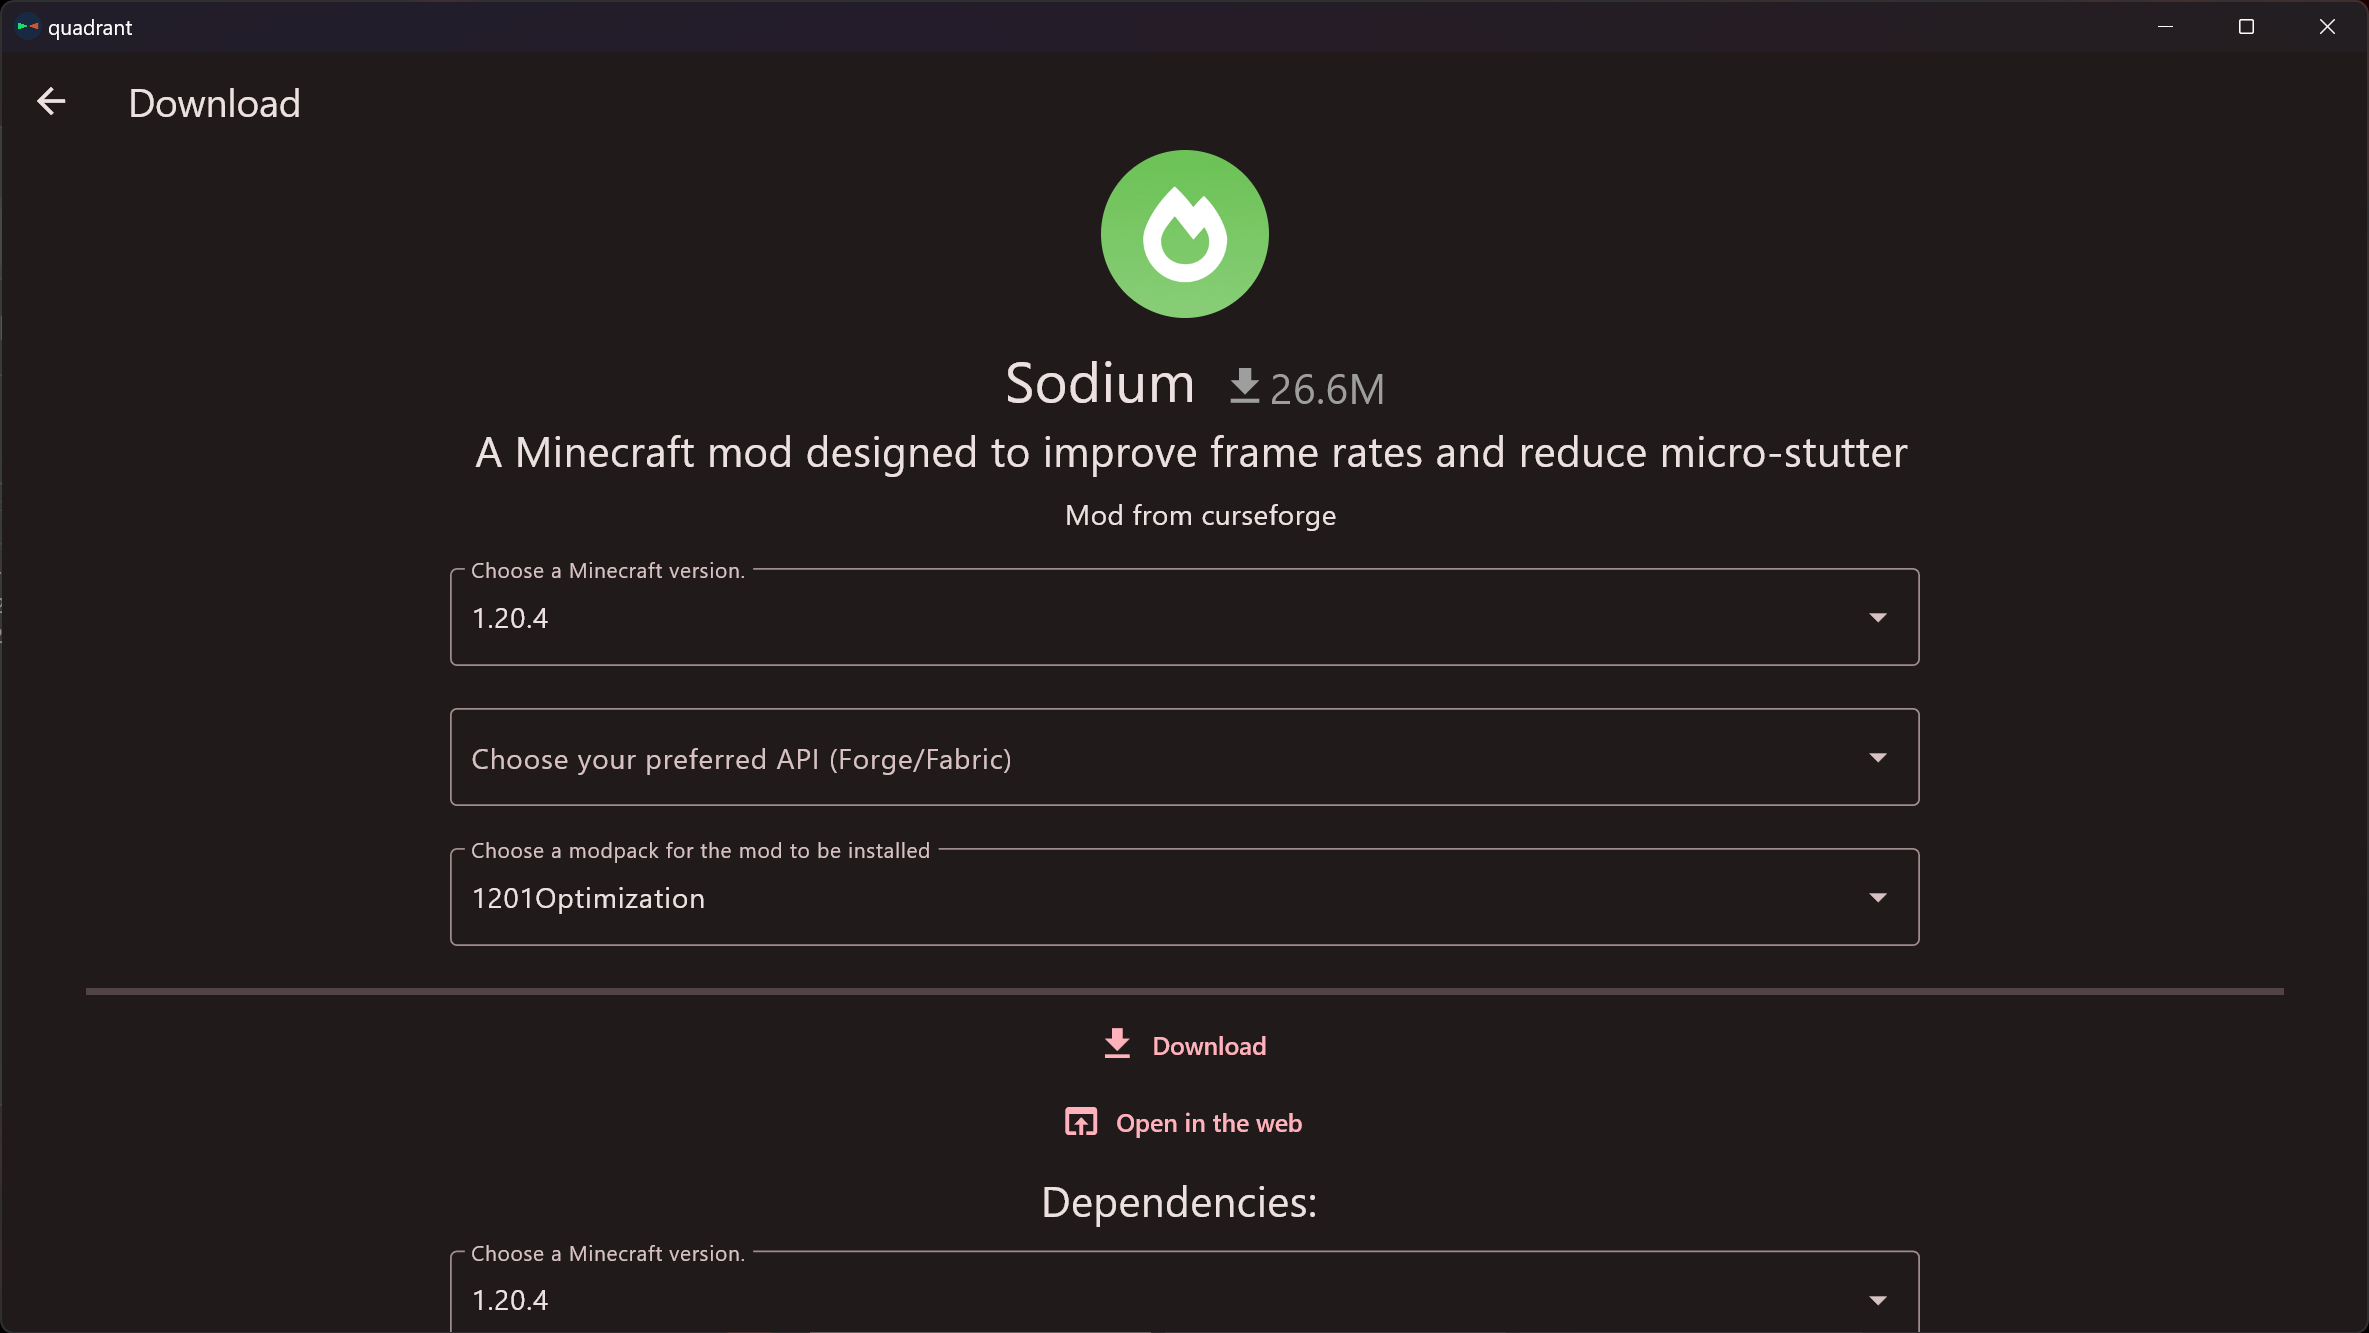 quadrant
Download
Sodium 26.6M
A Minecraft mod designed to improve frame rates and reduce micro-stutter
Mod from curseforge
Choose a Minecraft version.
1.20.4
Choose your preferred API (Forge/Fabric)
Choose a modpack for the mod to be installed
1201Optimization
Download
Open in the web
Dependencies:
Choose a Minecraft version.
1.20.4